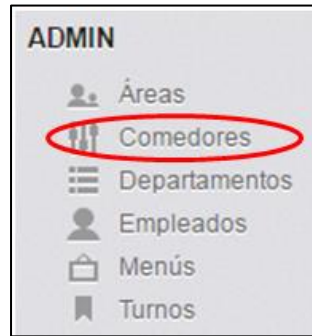 ADMIN
Áreas
Comedores
Departamentos
Empleados
Menús
Turnos